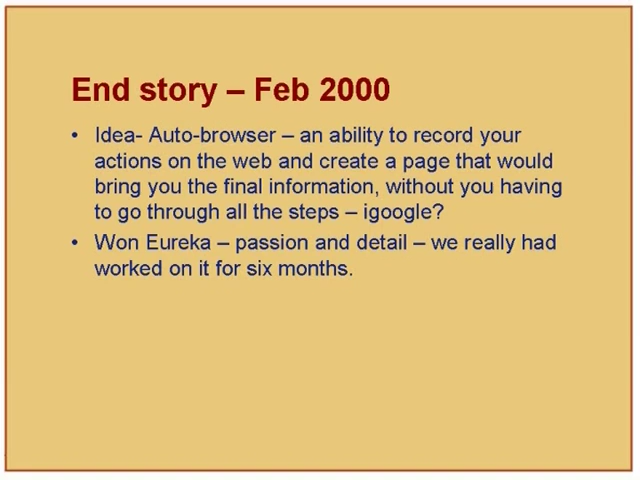 End story – Feb 2000
• Idea- Auto-browser – an ability to record your
actions on the web and create a page that would
bring you the final information, without you having
to go through all the steps – igoogle?
• Won Eureka – passion and detail – we really had
worked on it for six months.